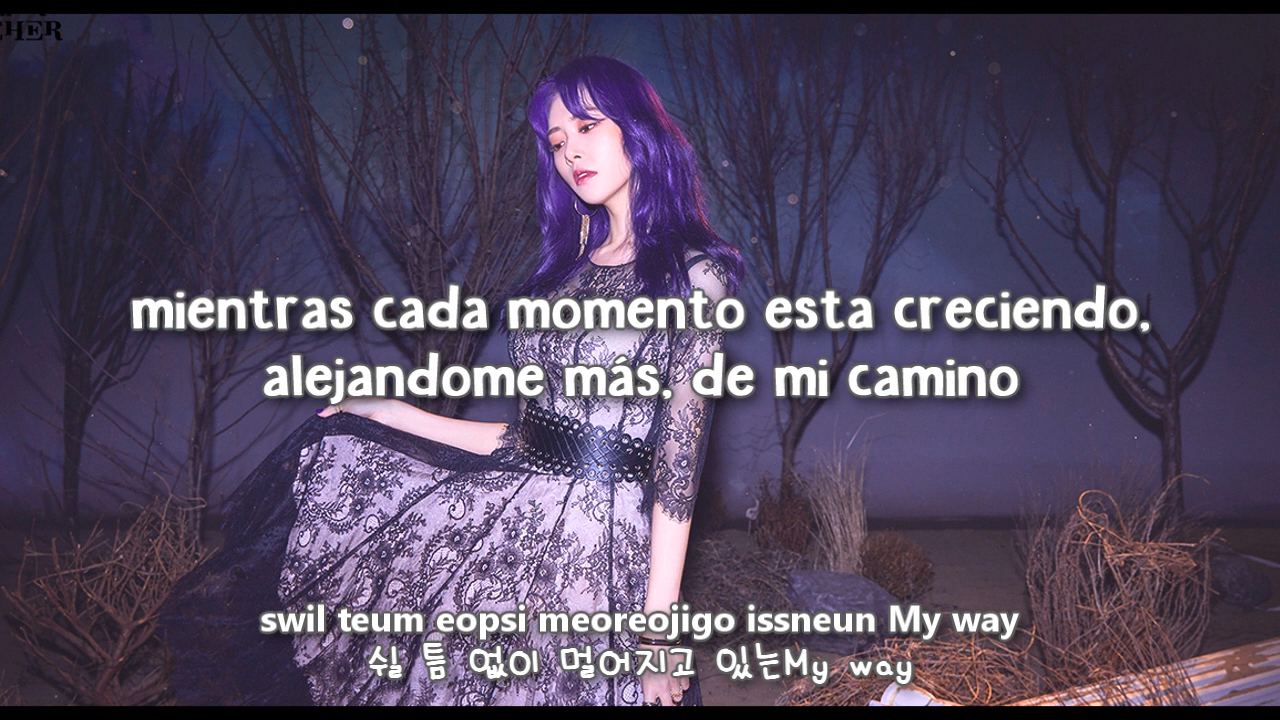 HER
mientras cada momento esta creciendo,
alejandome más, de mi camino
swil teum eopsi meoreojigo issneun My way
쉴 틈 없이 멀어지고 있는My way